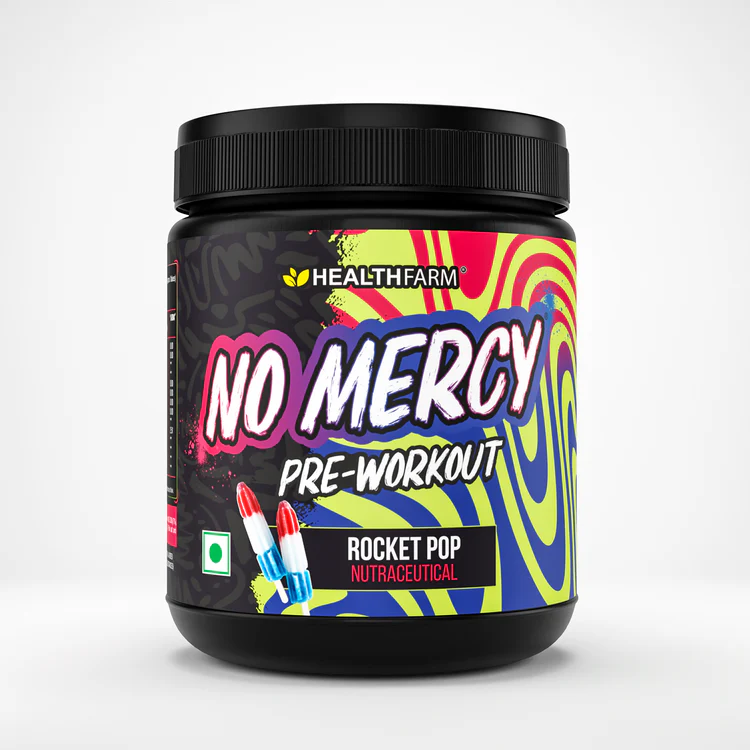 HEALTHFARM®
NO MERCY
PRE-WORKOUT
ROCKET POP
NUTRACEUTICAL